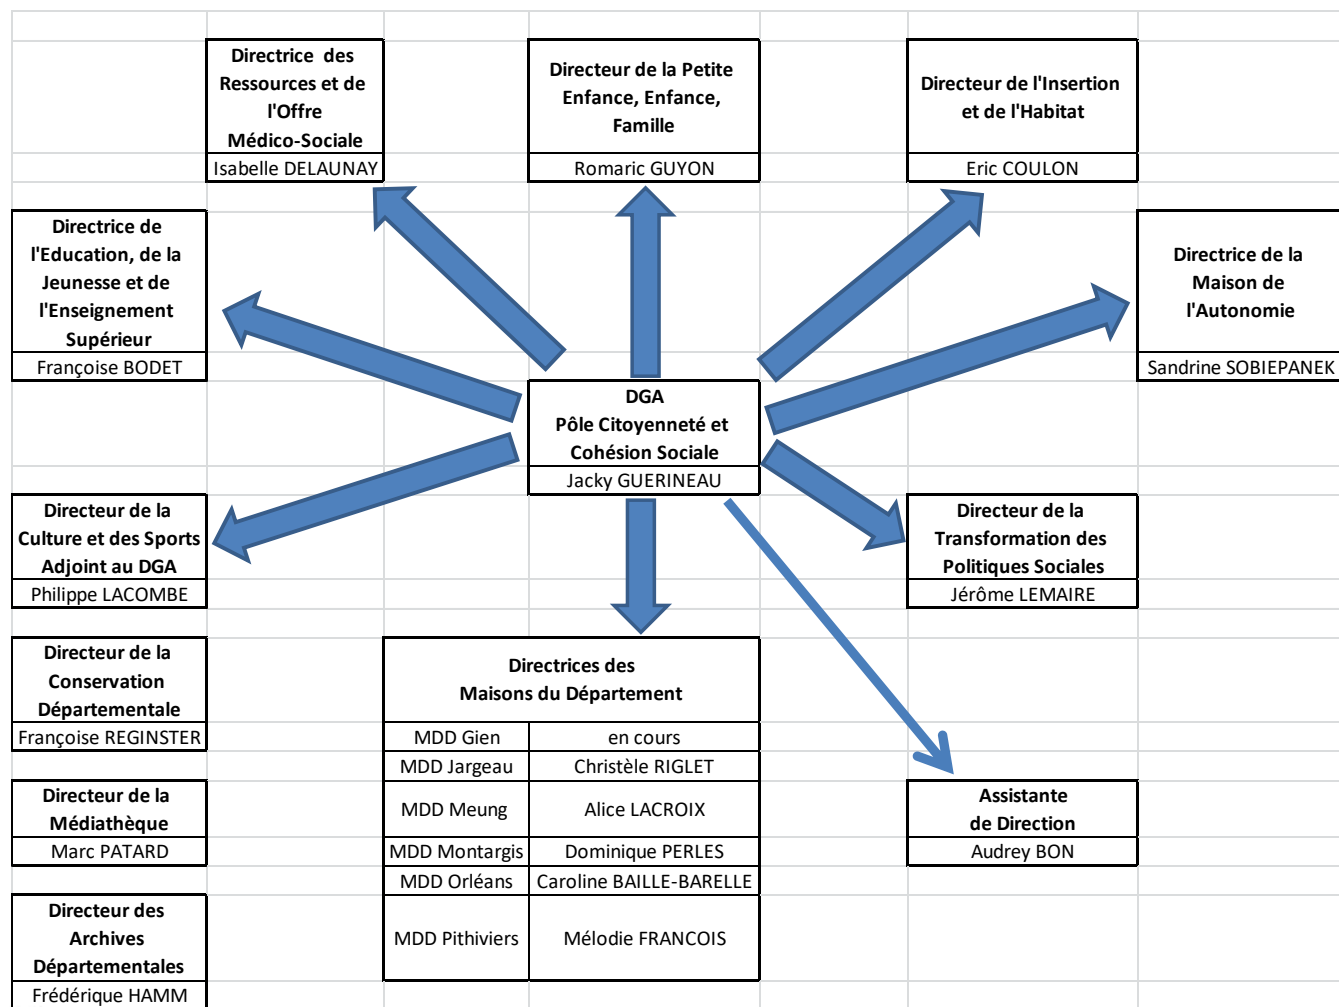 Directrice  des
Ressources et de
l'Offre
Médico-Sociale
Isabelle DELAUNAY
Directeur de la Petite
Enfance, Enfance,
Famille
Romaric GUYON
Directeur de l'Insertion
et de l'Habitat
Eric COULON
Directrice de
l'Education, de la
Jeunesse et de
l'Enseignement
Supérieur
Françoise BODET
Directrice de la
Maison de
l'Autonomie
Sandrine SOBIEPANEK
DGA
Pôle Citoyenneté et
Cohésion Sociale
Jacky GUERINEAU
Directeur de la
Culture et des Sports
Adjoint au DGA
Philippe LACOMBE
Directeur de la
Transformation des
Politiques Sociales
Jérôme LEMAIRE
Directeur de la
Conservation
Départementale
Françoise REGINSTER
Directrices des
Maisons du Département
MDD Gien en cours
MDD Jargeau Christèle RIGLET
MDD Meung Alice LACROIX
MDD Montargis Dominique PERLES
MDD Orléans Caroline BAILLE-BARELLE
MDD Pithiviers Mélodie FRANCOIS
Directeur de la
Médiathèque
Marc PATARD
Assistante
de Direction
Audrey BON
Directeur des
Archives
Départementales
Frédérique HAMM